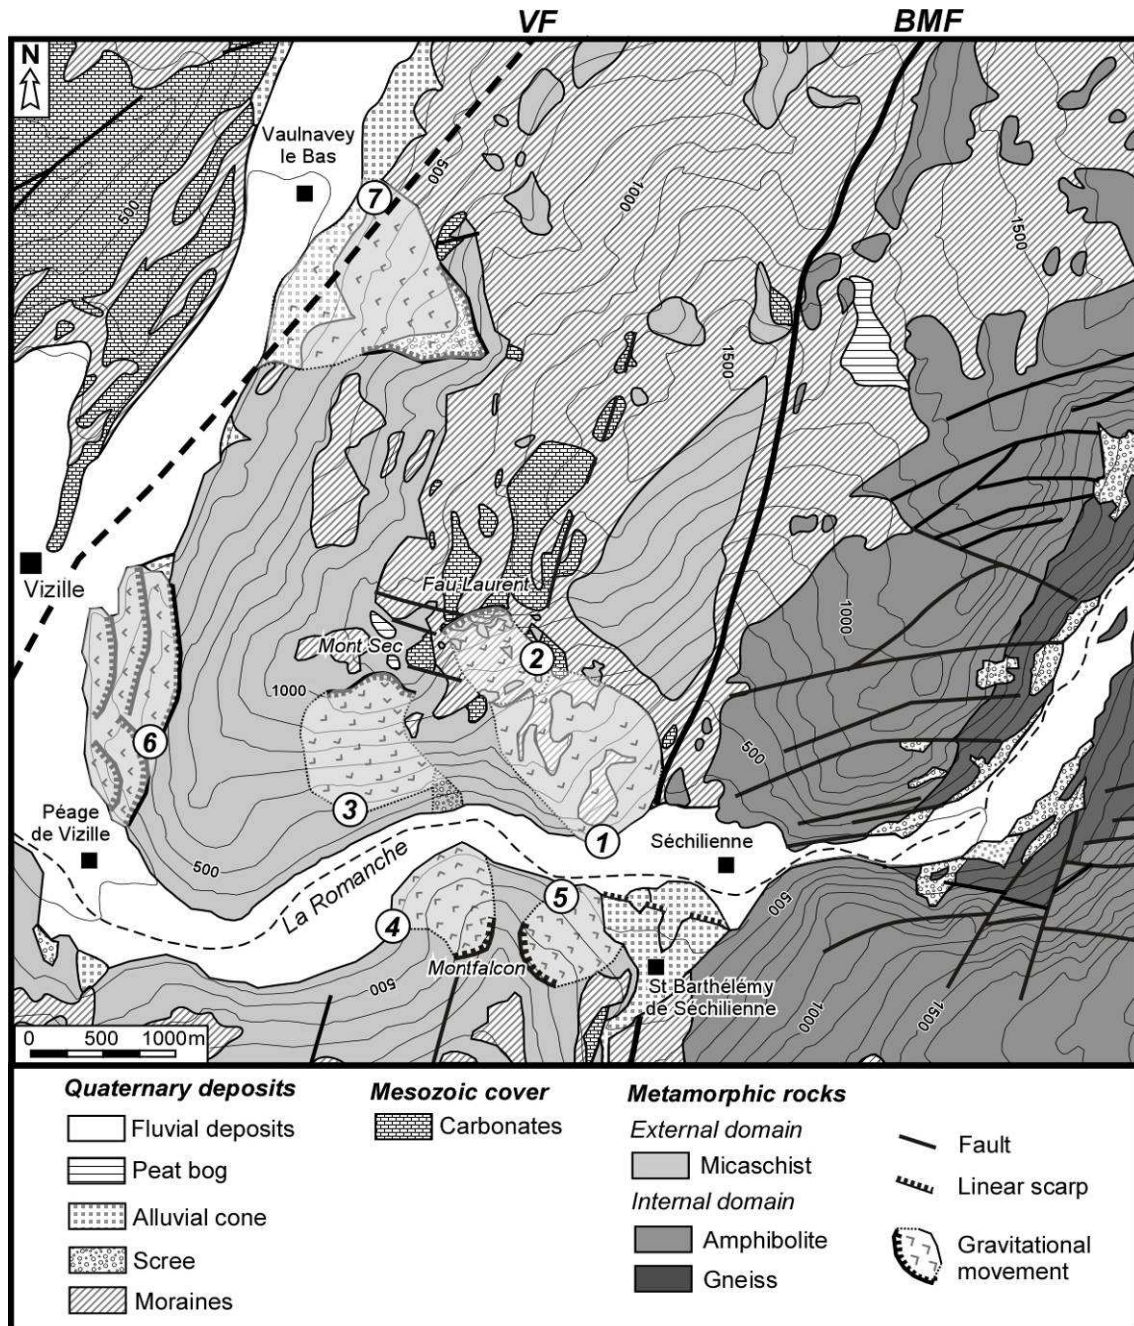 VF
BMF
N
Vaulnavey
le Bas
7
500
500
1000
1500
1500
Vizille
Fau-Laurent
Mont Sec
2
1000
1000
6
500
3
Péage
de Vizille
1
Séchilienne
500
La Romanche
5
4
500
Montfalcon
500
St Barthélémy
de Séchilienne
1000
1500
0 500 1000m
Quaternary deposits
Fluvial deposits
Peat bog
Alluvial cone
Scree
Moraines
Mesozoic cover
Carbonates
Metamorphic rocks
External domain
Micaschist
Internal domain
Amphibolite
Gneiss
Fault
Linear scarp
Gravitational
movement